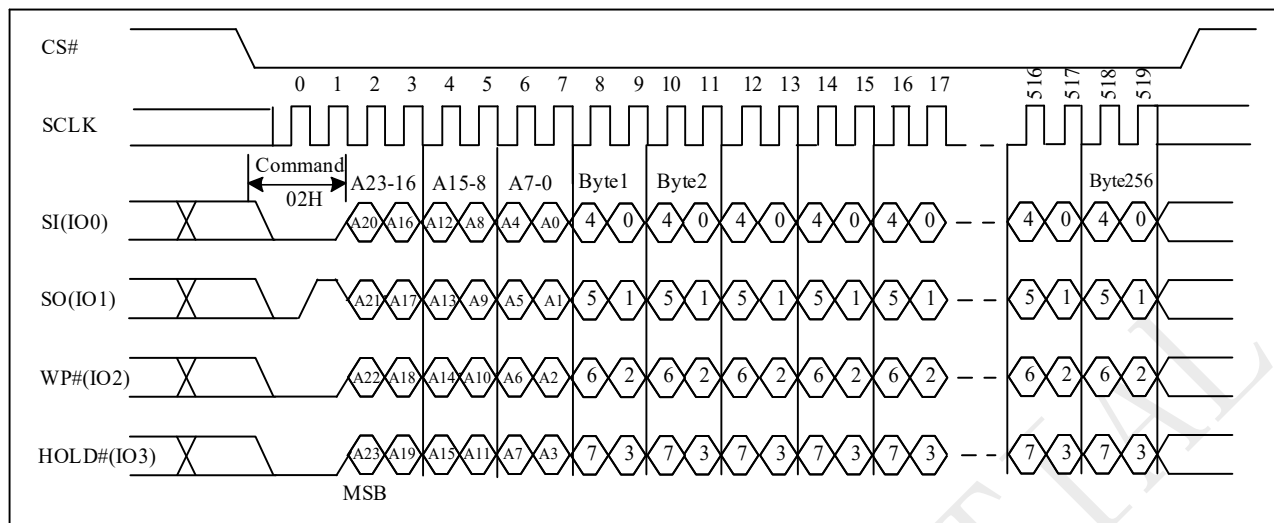 CS#
0 1 2 3 4 5 6 7 8 9 10 11 12 13 14 15 16 17 516 517 518 519
SCLK
Command
02H
A23-16 A15-8 A7-0 Byte1 Byte2 Byte256
SI(IO0) A20 A16 A12 A8 A4 A0 4 0 4 0 4 0 4 0 4 0 4 0 4 0
SO(IO1) A21 A17 A13 A9 A5 A1 5 1 5 1 5 1 5 1 5 1 5 1 5 1
WP#(IO2) A22 A18 A14 A10 A6 A2 6 2 6 2 6 2 6 2 6 2 6 2 6 2
HOLD#(IO3) A23 A19 A15 A11 A7 A3 7 3 7 3 7 3 7 3 7 3 7 3 7 3
MSB